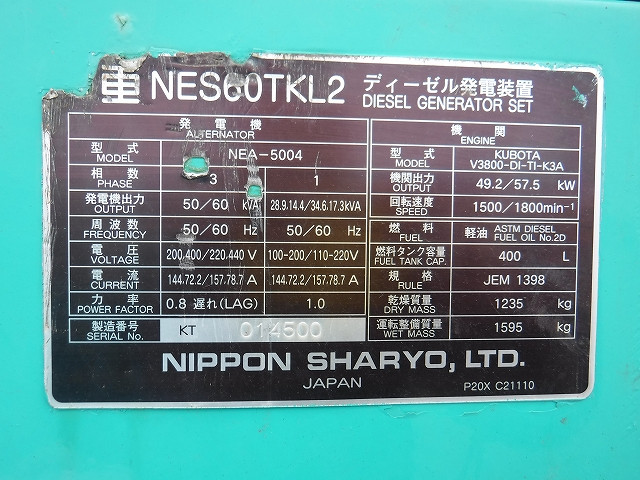 NES60TKL2 ディーゼル発電装置
DIESEL GENERATOR SET
発電機
ALTERNATOR
型式
MODEL
NEA-5004
相数
PHASE
3
1
発電機出力
OUTPUT
50/60 kVA
28.9,14.4/34.6,17.3kVA
周波数
FREQUENCY
50/60 Hz
50/60 Hz
電圧
VOLTAGE
200,400/220,440 V
100-200/110-220V
電流
CURRENT
144,72.2/157,78.7 A
144,72.2/157,78.7 A
力率
POWER FACTOR
0.8 遅れ(LAG)
1.0
製造番号
SERIAL No.
KT 014500
機関
ENGINE
型式
MODEL
KUBOTA
V3800-DI-TI-K3A
機関出力
OUTPUT
49.2/57.5 kW
回転速度
SPEED
1500/1800min⁻¹
燃料
FUEL
軽油 ASTM DIESEL
FUEL OIL No.2D
燃料タンク容量
FUEL TANK CAP.
400 L
規格
RULE
JEM 1398
乾燥質量
DRY MASS
1235 kg
運転整備質量
WET MASS
1595 kg
NIPPON SHARYO, LTD.
JAPAN
P20X C21110